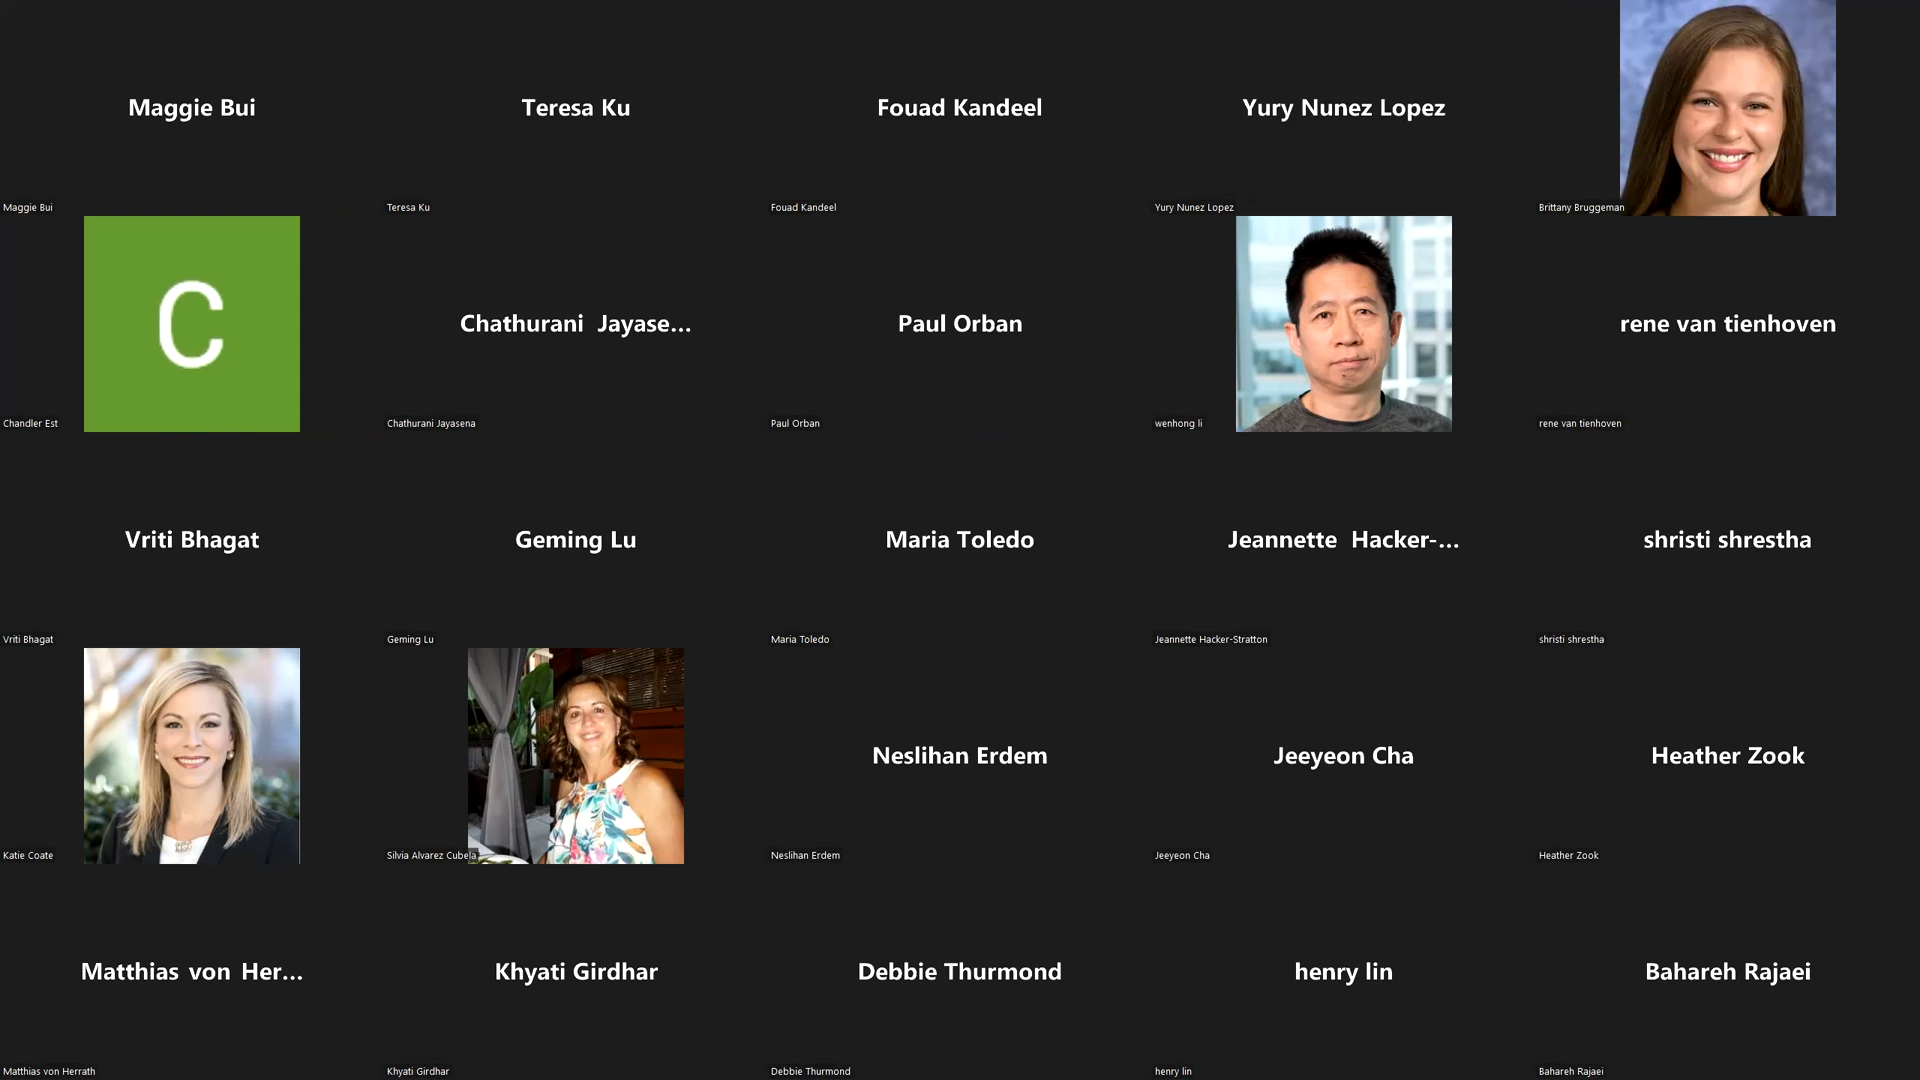 Maggie Bui
Teresa Ku
Fouad Kandeel
Yury Nunez Lopez
Maggie Bui
Teresa Ku
Fouad Kandeel
Yury Nunez Lopez
Brittany Bruggeman
C
Chathurani Jayase...
Paul Orban
rene van tienhoven
Chandler Est
Chathurani Jayasena
Paul Orban
wenhong li
rene van tienhoven
Vriti Bhagat
Geming Lu
Maria Toledo
Jeannette Hacker-...
shristi shrestha
Vriti Bhagat
Geming Lu
Maria Toledo
Jeannette Hacker-Stratton
shristi shrestha
Neslihan Erdem
Jeeyeon Cha
Heather Zook
Katie Coate
Silvia Alvarez Cubela
Neslihan Erdem
Jeeyeon Cha
Heather Zook
Matthias von Her...
Khyati Girdhar
Debbie Thurmond
henry lin
Bahareh Rajaei
Matthias von Herrath
Khyati Girdhar
Debbie Thurmond
henry lin
Bahareh Rajaei